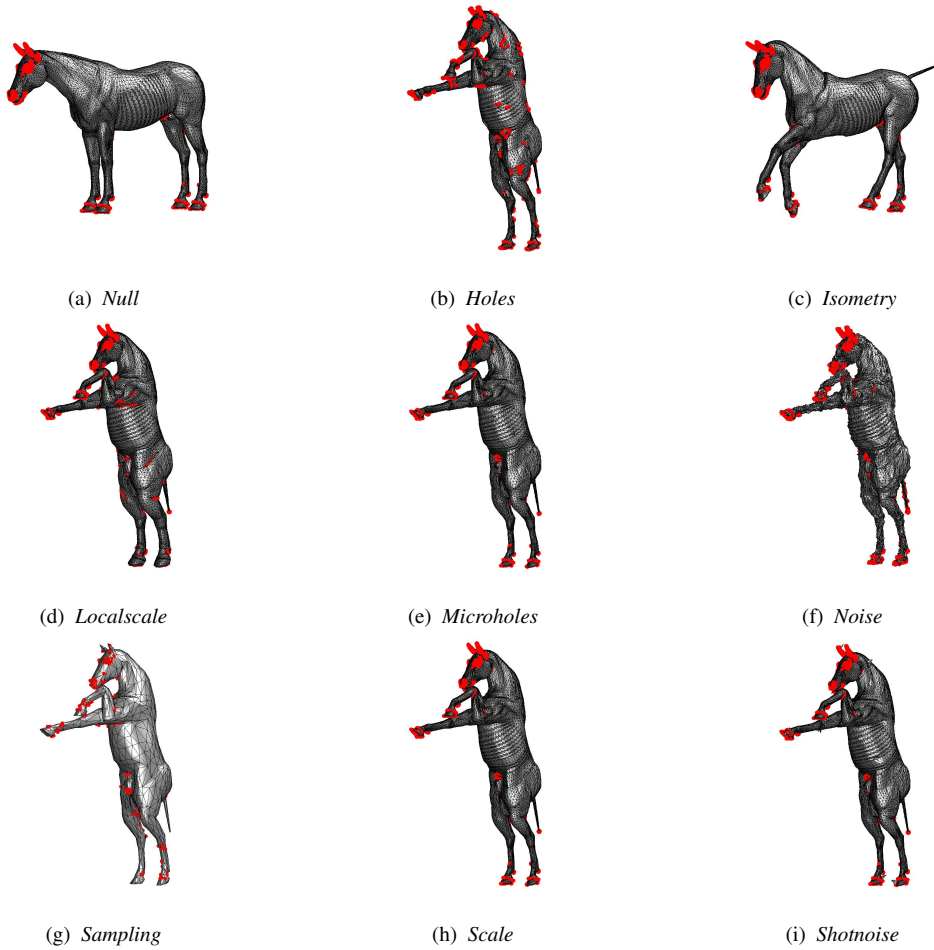 (a) Null
(b) Holes
(c) Isometry
(d) Localscale
(e) Microholes
(f) Noise
(g) Sampling
(h) Scale
(i) Shotnoise